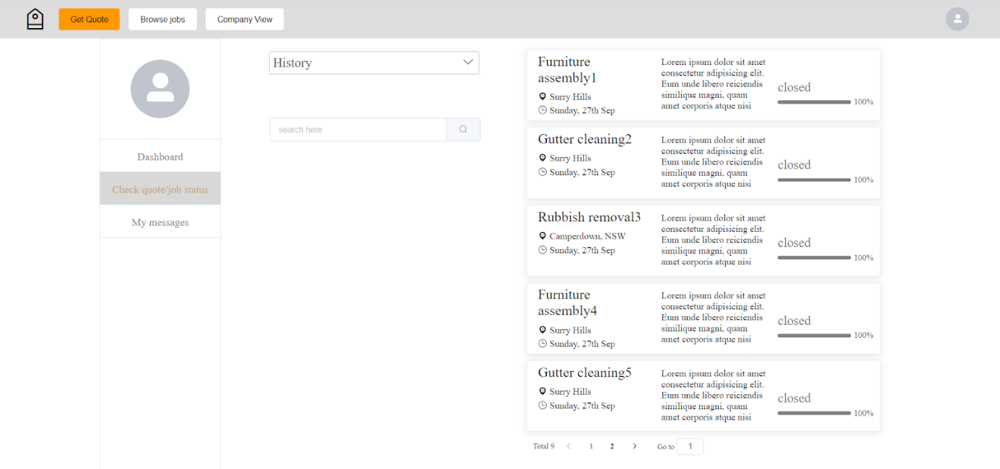 Get Quote
Browse jobs
Company View
Dashboard
Check quote/job status
My messages
History
search here
Furniture
assembly1
Surry Hills
Sunday, 27th Sep
Lorem ipsum dolor sit amet
consectetur adipisicing elit.
Eum unde libero reiciendis
similique magni, quam
amet corporis atque nisi
closed
100%
Gutter cleaning2
Surry Hills
Sunday, 27th Sep
Lorem ipsum dolor sit amet
consectetur adipisicing elit.
Eum unde libero reiciendis
similique magni, quam
amet corporis atque nisi
closed
100%
Rubbish removal3
Camperdown, NSW
Sunday, 27th Sep
Lorem ipsum dolor sit amet
consectetur adipisicing elit.
Eum unde libero reiciendis
similique magni, quam
amet corporis atque nisi
closed
100%
Furniture
assembly4
Surry Hills
Sunday, 27th Sep
Lorem ipsum dolor sit amet
consectetur adipisicing elit.
Eum unde libero reiciendis
similique magni, quam
amet corporis atque nisi
closed
100%
Gutter cleaning5
Surry Hills
Sunday, 27th Sep
Lorem ipsum dolor sit amet
consectetur adipisicing elit.
Eum unde libero reiciendis
similique magni, quam
amet corporis atque nisi
closed
100%
Total 9 1 2 Go to 1